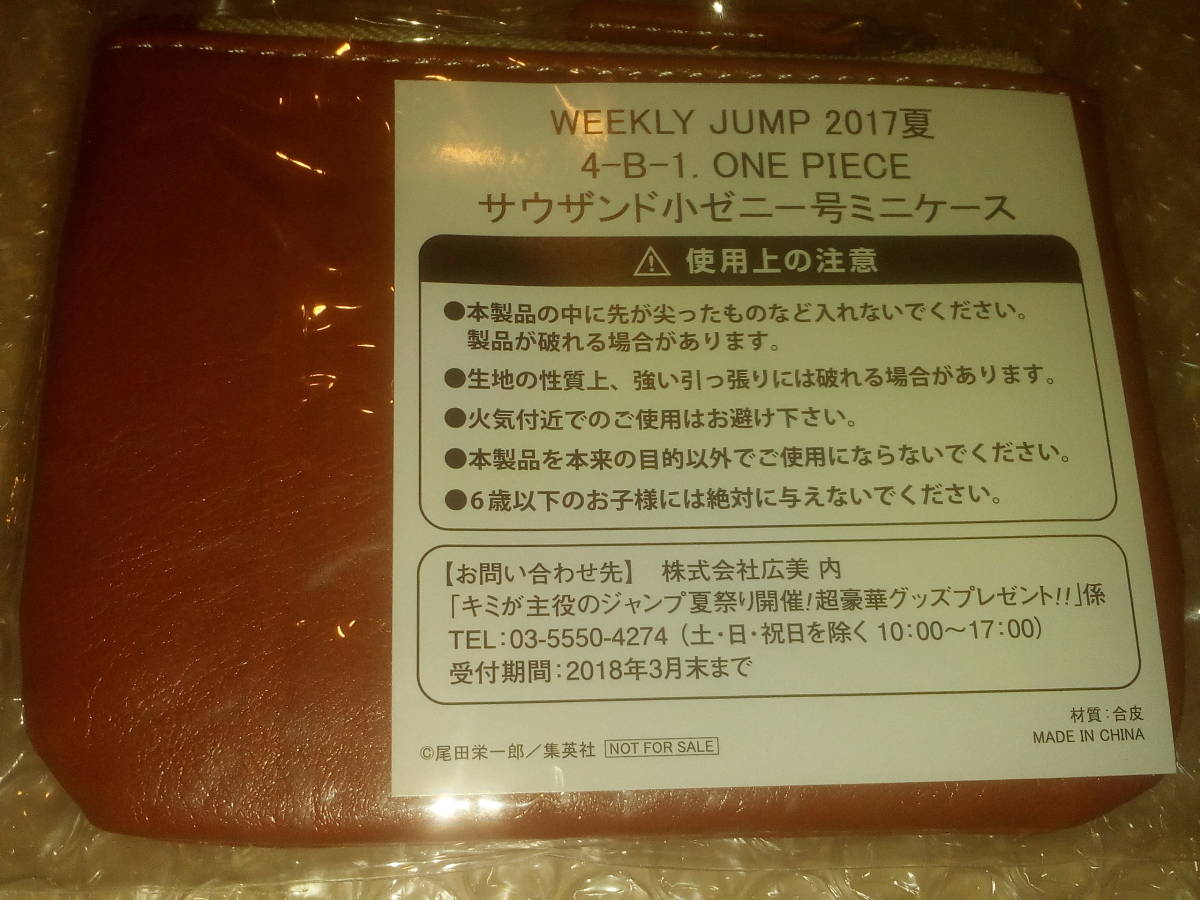 WEEKLY JUMP 2017夏
4-B-1. ONE PIECE
サウザンド小ゼニー号ミニケース
使用上の注意
●本製品の中に先が尖ったものなど入れないでください。
製品が破れる場合があります。
●生地の性質上、強い引っ張りには破れる場合があります。
●火気付近でのご使用はお避け下さい。
●本製品を本来の目的以外でご使用にならないでください。
●6歳以下のお子様には絶対に与えないでください。
【お問い合わせ先】 株式会社広美 内
「キミが主役のジャンプ夏祭り開催!超豪華グッズプレゼント!!」係
TEL:03-5550-4274(土・日・祝日を除く 10:00〜17:00)
受付期間:2018年3月末まで
材質:合皮
MADE IN CHINA
©尾田栄一郎/集英社 NOT FOR SALE